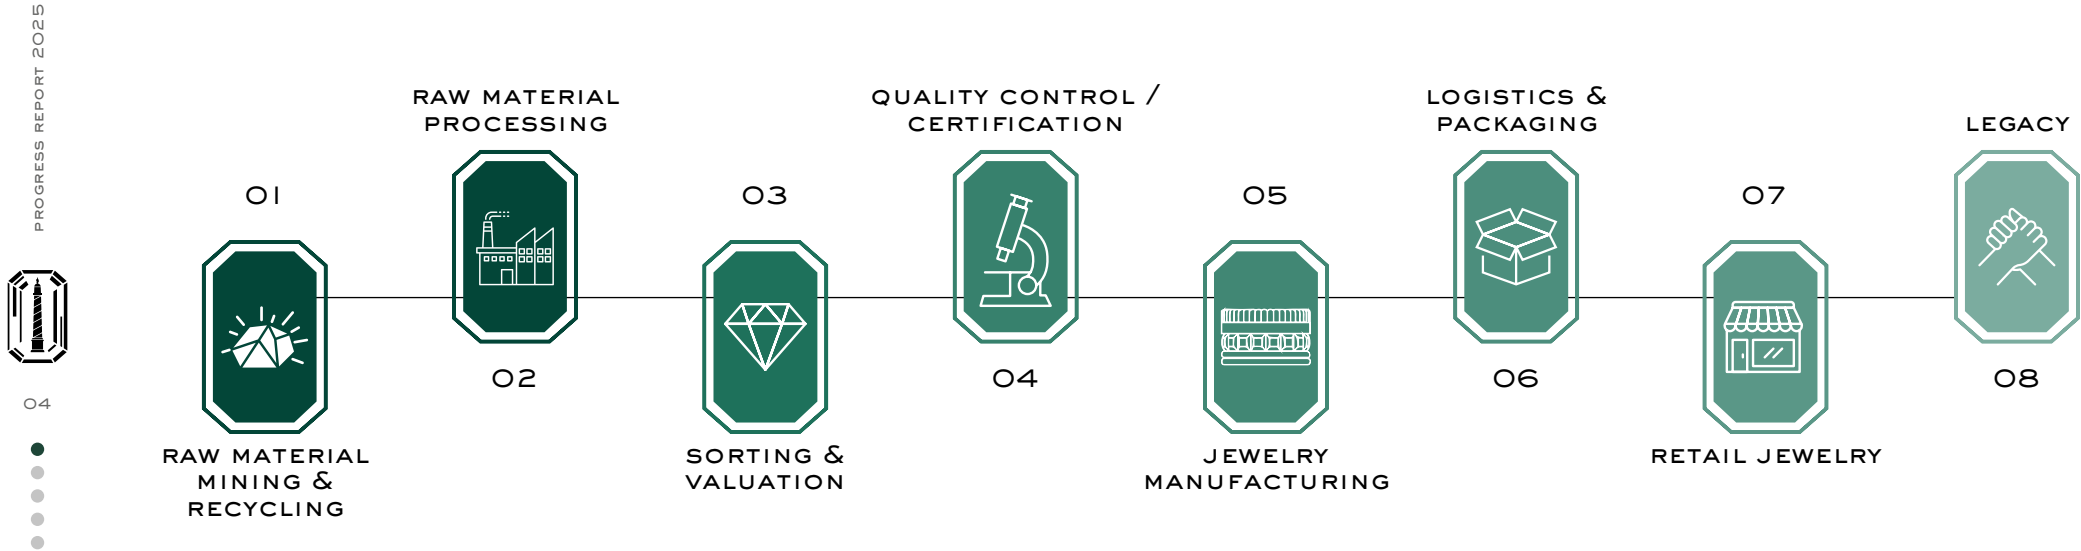 PROGRESS REPORT 2025
04
01
RAW MATERIAL
MINING &
RECYCLING
RAW MATERIAL
PROCESSING
02
03
SORTING &
VALUATION
QUALITY CONTROL /
CERTIFICATION
04
05
JEWELRY
MANUFACTURING
LOGISTICS &
PACKAGING
06
07
RETAIL JEWELRY
LEGACY
08